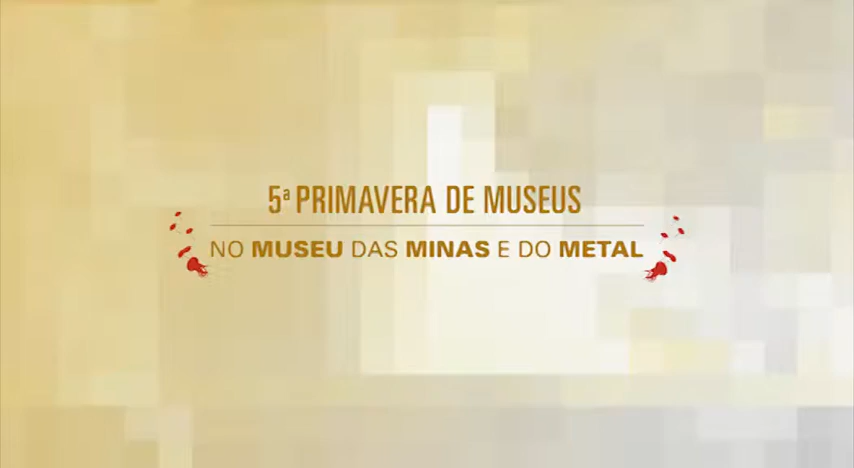 5ª PRIMAVERA DE MUSEUS
NO MUSEU DAS MINAS E DO METAL